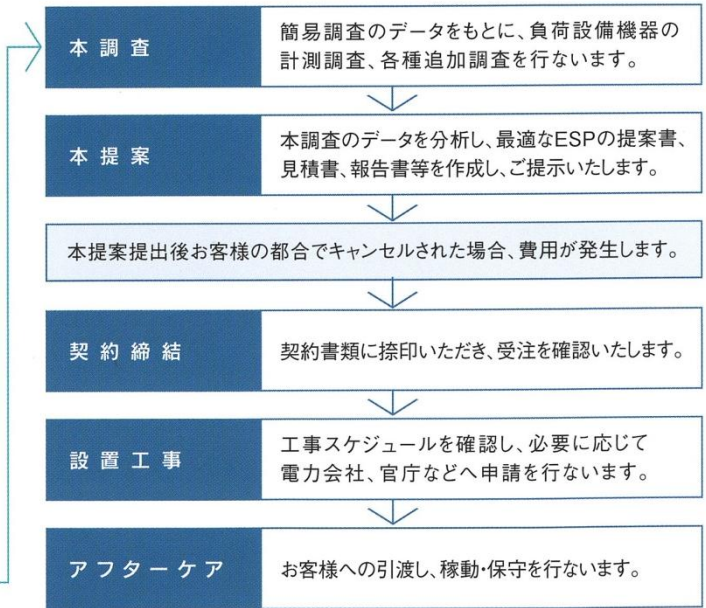 本調査
簡易調査のデータをもとに、負荷設備機器の
計測調査、各種追加調査を行ないます。
本提案
本調査のデータを分析し、最適なESPの提案書、
見積書、報告書等を作成し、ご提示いたします。
本提案提出後お客様の都合でキャンセルされた場合、費用が発生します。
契約締結
契約書類に捺印いただき、受注を確認いたします。
設置工事
工事スケジュールを確認し、必要に応じて
電力会社、官庁などへ申請を行ないます。
アフターケア
お客様への引渡し、稼動・保守を行ないます。